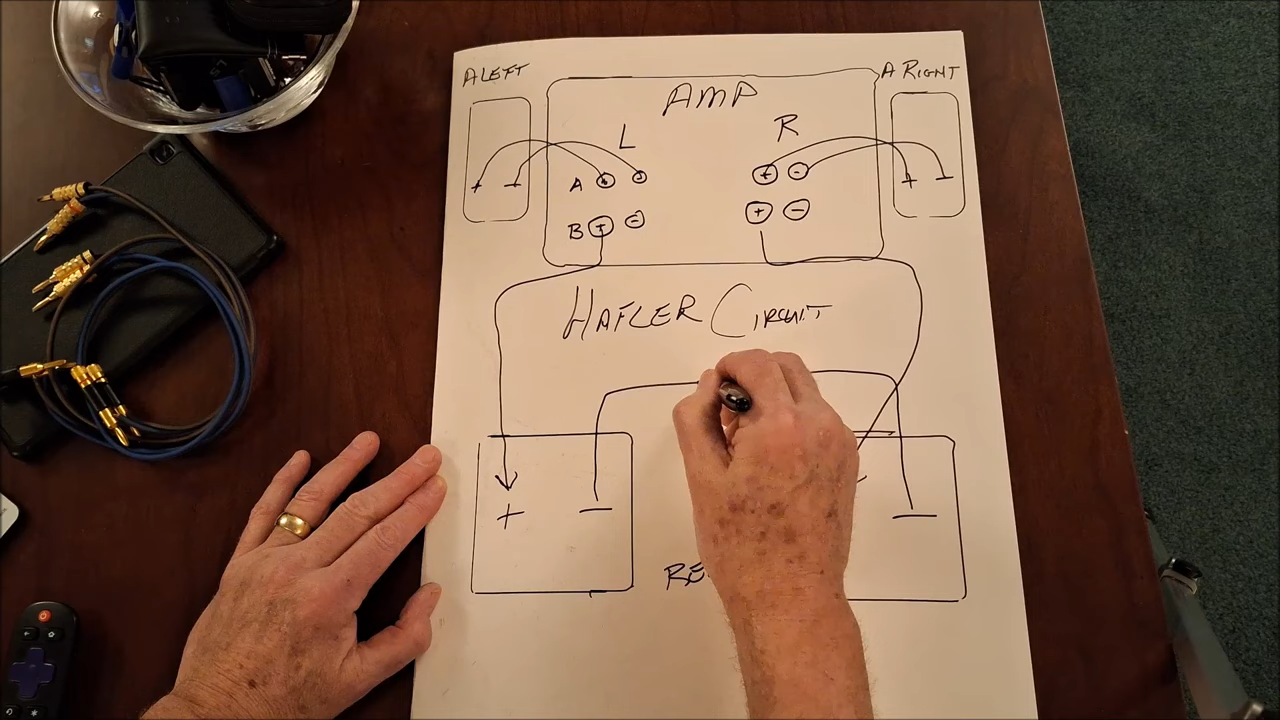 A LEFT
AMP
A RIGHT
L
R
A + -
+ -
B + -
+ -
+ -
+ -
HAFLER CIRCUIT
+ -
-